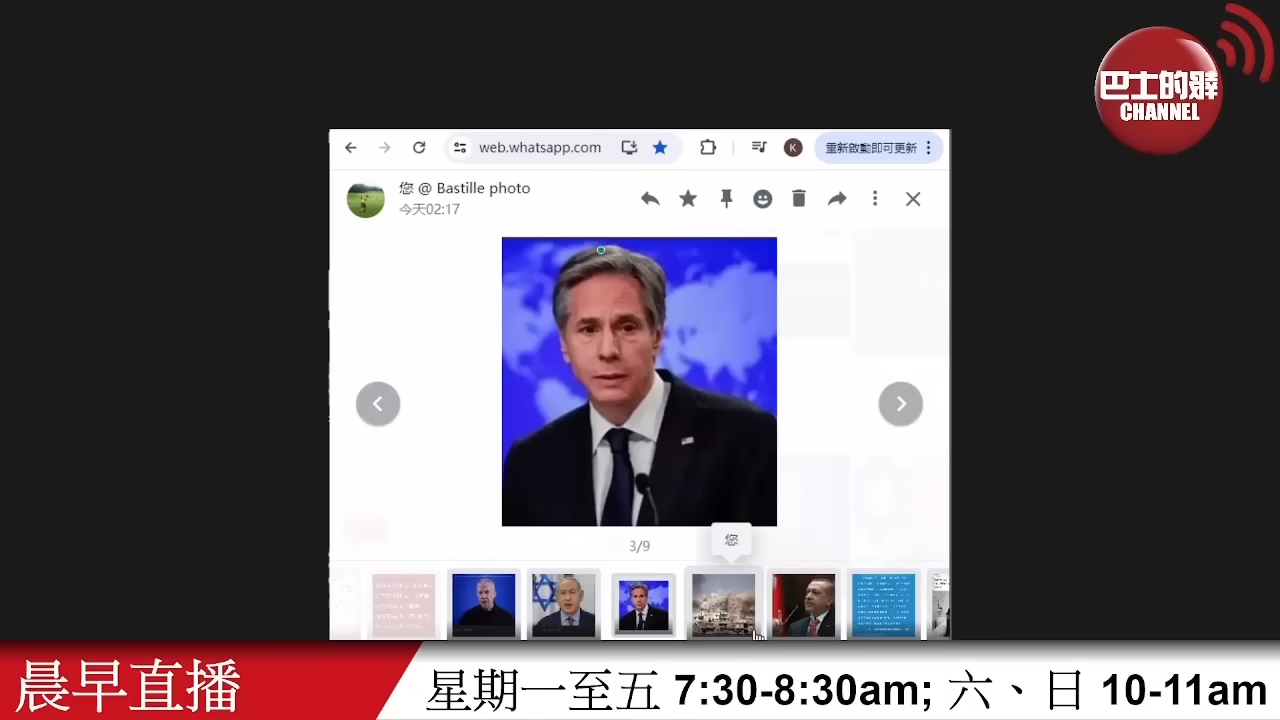 巴士的報
CHANNEL
web.whatsapp.com
K
重新啟動即可更新
您 @ Bastille photo
今天02:17
3/9
您
晨早直播
星期一至五 7:30-8:30am; 六、日 10-11am